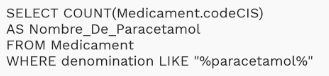 SELECT COUNT(Medicament.codeCIS)
AS Nombre_De_Paracetamol
FROM Medicament
WHERE denomination LIKE "%paracetamol%"